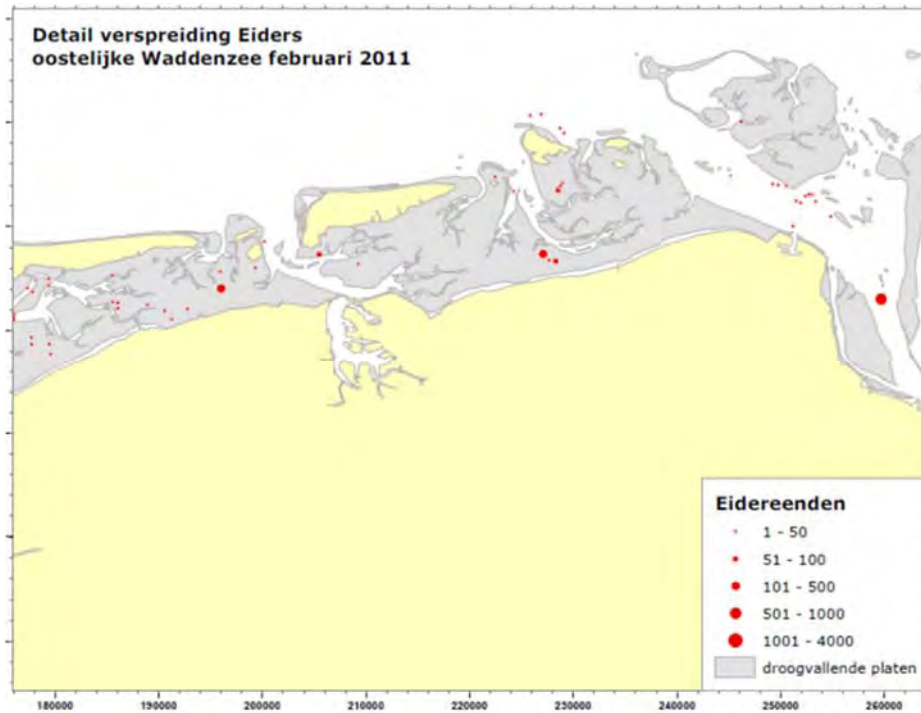 Detail verspreiding Eiders
oostelijke Waddenzee februari 2011
Eidereenden
1 - 50
51 - 100
101 - 500
501 - 1000
1001 - 4000
droogvallende platen
180000 190000 200000 210000 220000 230000 240000 250000 260000